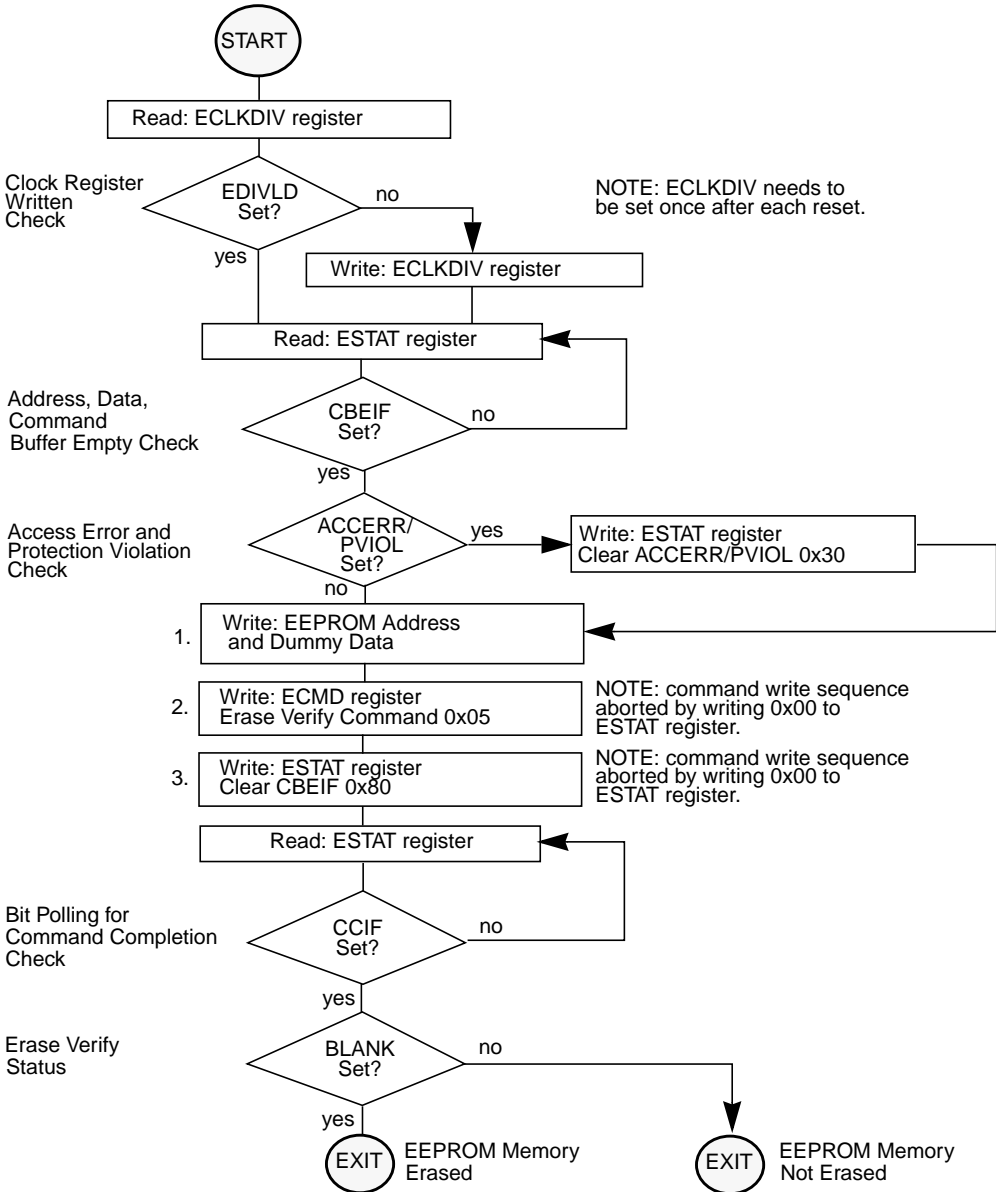 START
Read: ECLKDIV register
Clock Register
Written
Check
EDIVLD
Set?
no
yes
NOTE: ECLKDIV needs to
be set once after each reset.
Write: ECLKDIV register
Read: ESTAT register
Address, Data,
Command
Buffer Empty Check
CBEIF
Set?
no
yes
Access Error and
Protection Violation
Check
ACCERR/
PVIOL
Set?
yes
no
Write: ESTAT register
Clear ACCERR/PVIOL 0x30
1.
Write: EEPROM Address
and Dummy Data
2.
Write: ECMD register
Erase Verify Command 0x05
NOTE: command write sequence
aborted by writing 0x00 to
ESTAT register.
3.
Write: ESTAT register
Clear CBEIF 0x80
NOTE: command write sequence
aborted by writing 0x00 to
ESTAT register.
Read: ESTAT register
Bit Polling for
Command Completion
Check
CCIF
Set?
no
yes
Erase Verify
Status
BLANK
Set?
no
yes
EXIT
EEPROM Memory
Erased
EXIT
EEPROM Memory
Not Erased